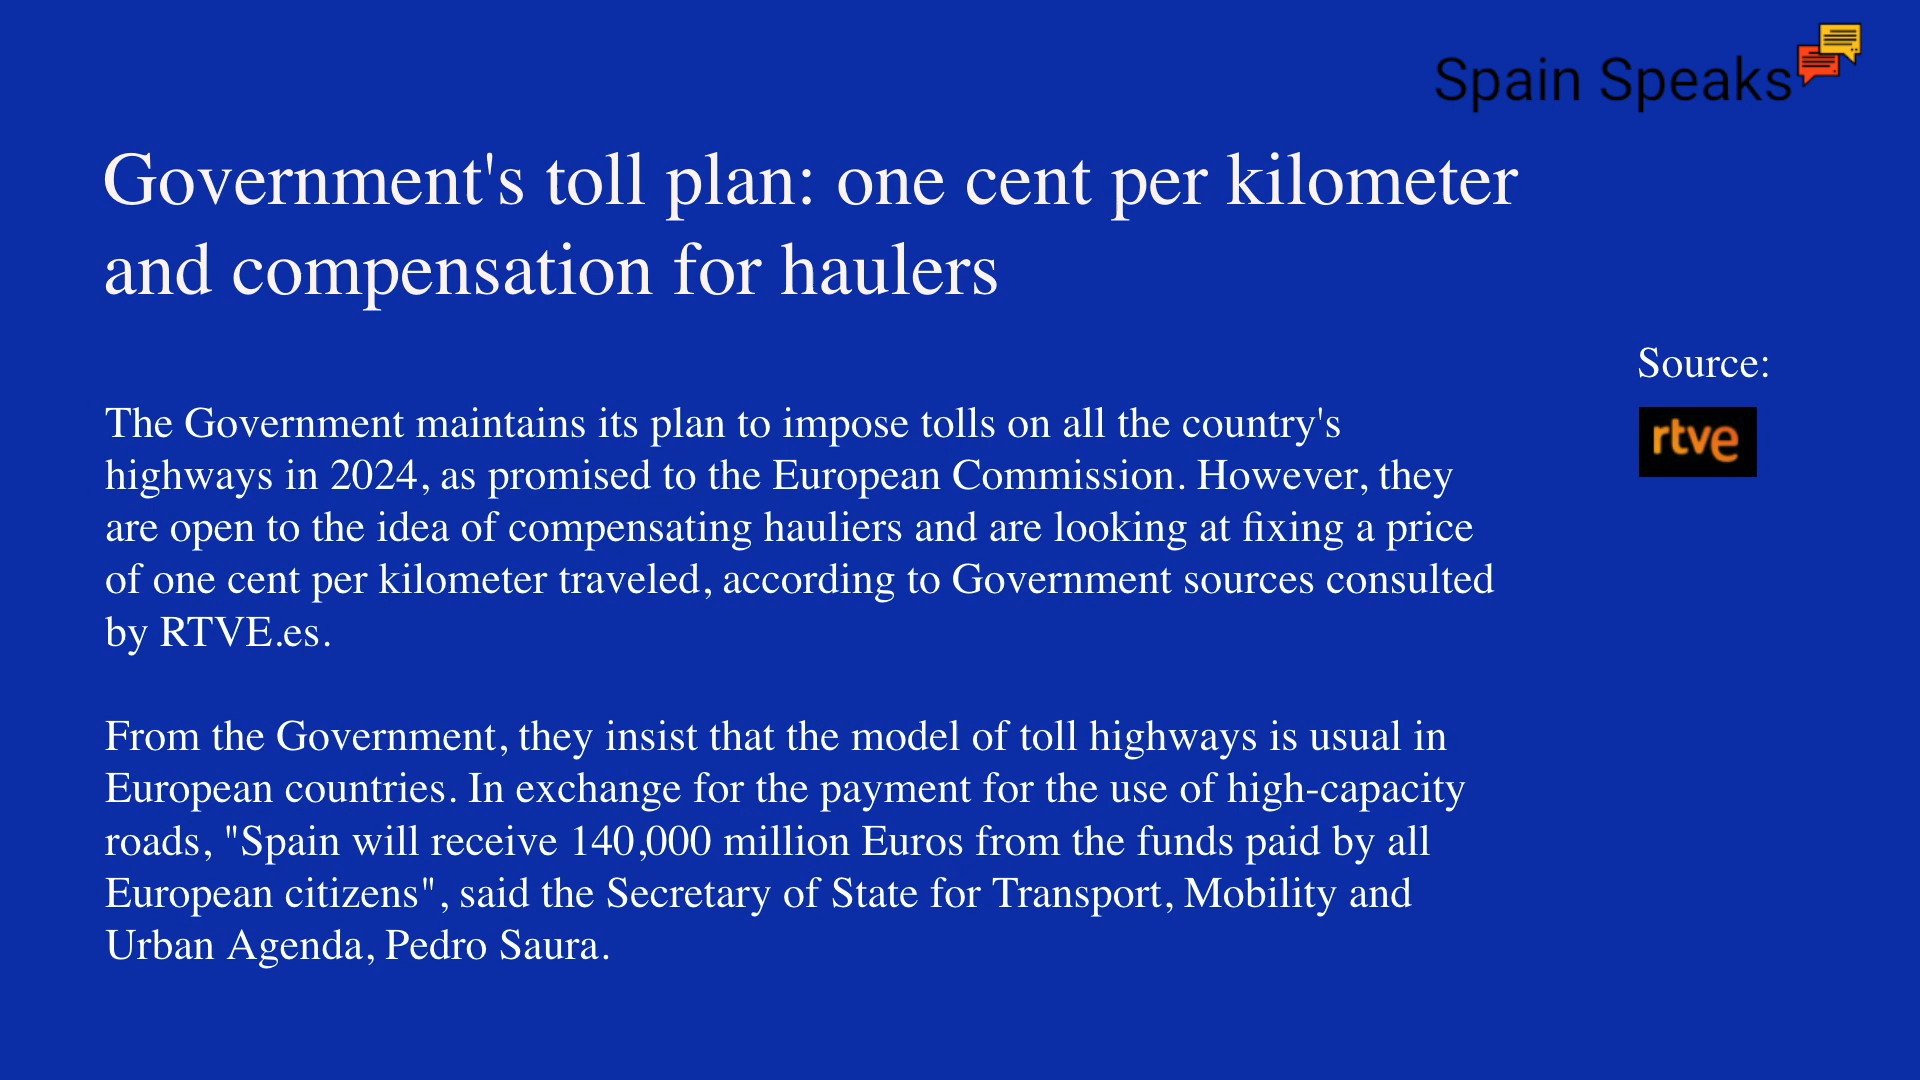 Spain Speaks
Government's toll plan: one cent per kilometer
and compensation for haulers
Source:
rtve
The Government maintains its plan to impose tolls on all the country's
highways in 2024, as promised to the European Commission. However, they
are open to the idea of compensating hauliers and are looking at fixing a price
of one cent per kilometer traveled, according to Government sources consulted
by RTVE.es.
From the Government, they insist that the model of toll highways is usual in
European countries. In exchange for the payment for the use of high-capacity
roads, "Spain will receive 140,000 million Euros from the funds paid by all
European citizens", said the Secretary of State for Transport, Mobility and
Urban Agenda, Pedro Saura.